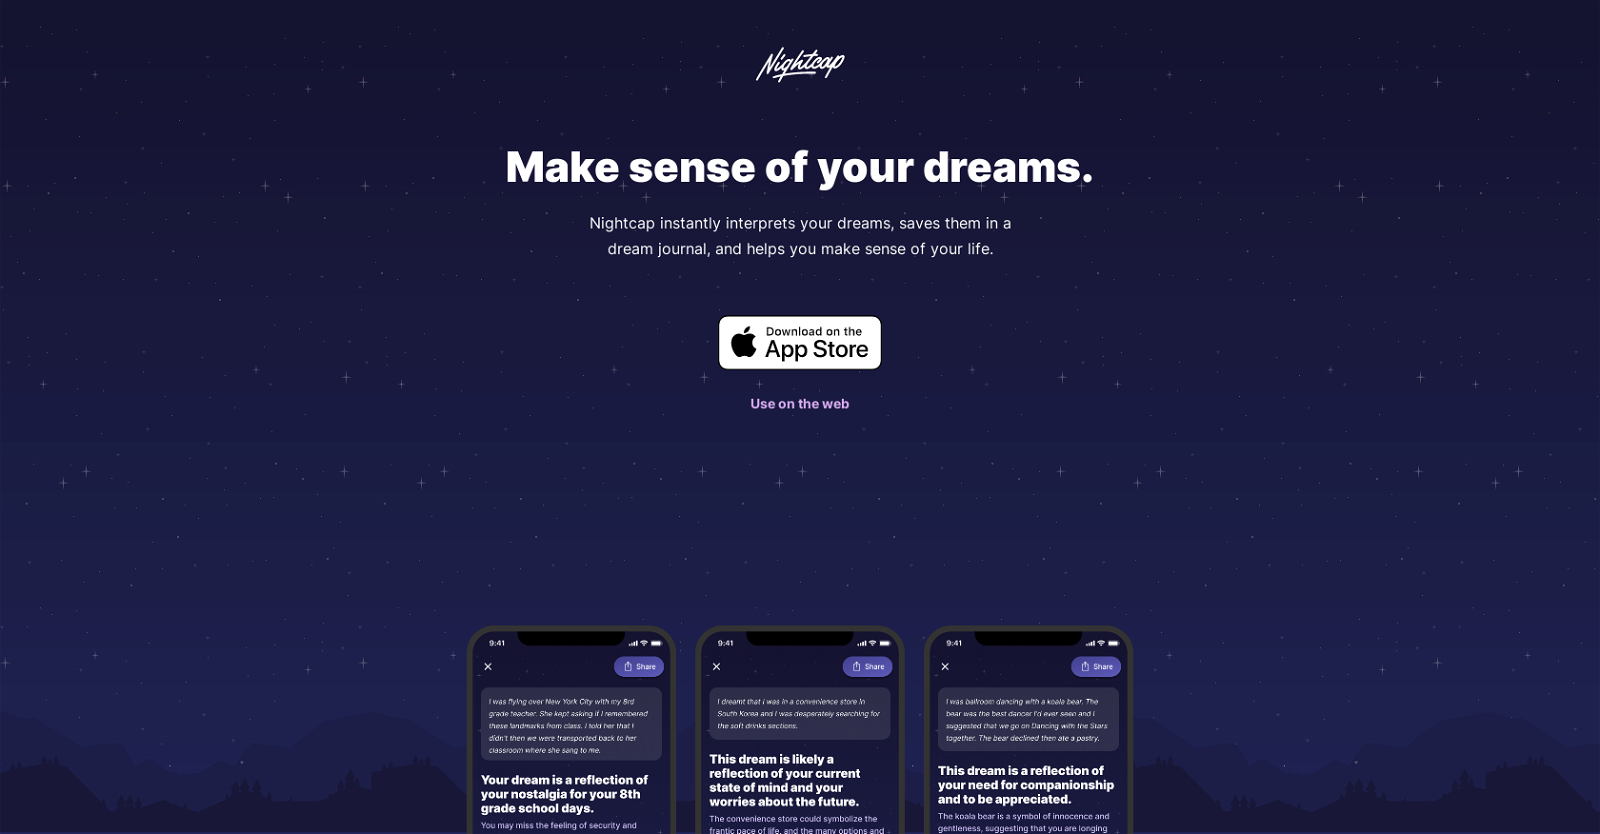 Nightcap
Make sense of your dreams.
Nightcap instantly interprets your dreams, saves them in a
dream journal, and helps you make sense of your life.
Download on the
App Store
Use on the web
9:41
Share
I was flying over New York City with my 8rd
grade teacher. She kept asking if I remembered
these landmarks from class. I told her that I
didn't then we were transported back to her
classroom where she sang to me.
Your dream is a reflection of
your nostalgia for your 8th
grade school days.
You may miss the feeling of security and
9:41
Share
I dreamt that I was in a convenience store in
South Korea and I was desperately searching for
the soft drinks sections.
This dream is likely a
reflection of your current
state of mind and your
worries about the future.
The convenience store could symbolize the
frantic pace of life, and the many options and
9:41
Share
I was ballroom dancing with a koala bear. The
bear was the best dancer I'd ever seen and I
suggested that we go on Dancing with the Stars
together. The bear declined then ate a pastry.
This dream is a reflection of
your need for companionship
and to be appreciated.
The koala bear is a symbol of innocence and
gentleness, suggesting that you are longing